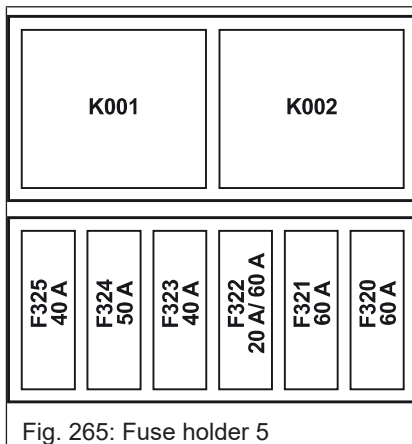 K001
K002
F325
40 A
F324
50 A
F323
40 A
F322
20 A/ 60 A
F321
60 A
F320
60 A
Fig. 265: Fuse holder 5